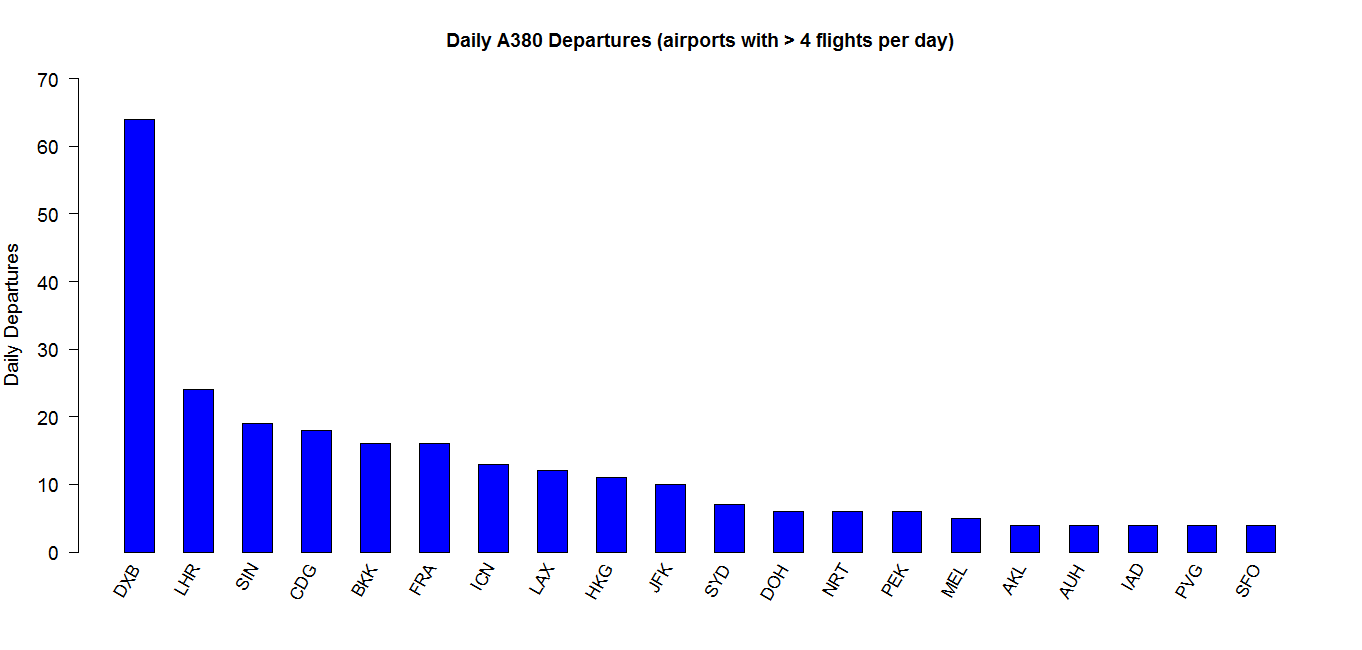 Daily A380 Departures (airports with > 4 flights per day)
Daily Departures
70
60
50
40
30
20
10
0
DXB LHR SIN CDG BKK FRA ICN LAX HKG JFK SYD DOH NRT PEK MEL AKL AUH IAD PVG SFO